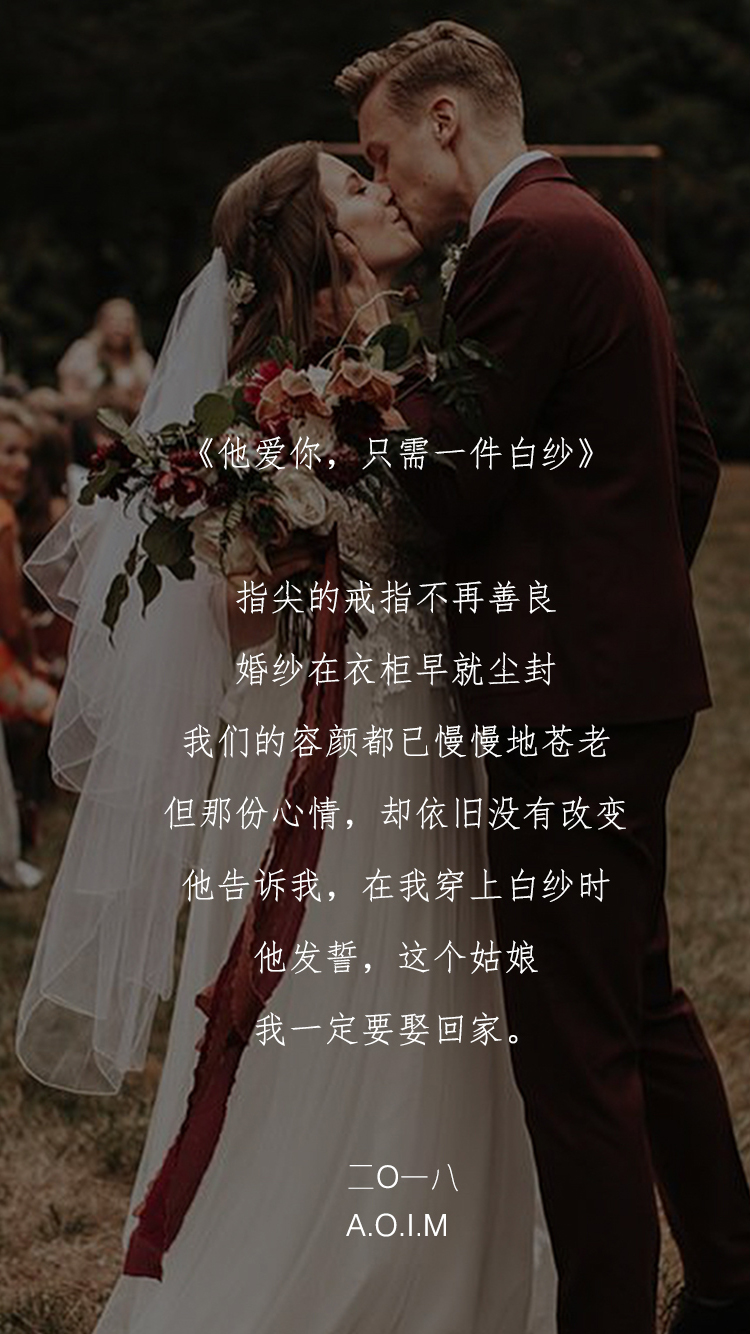 《他爱你，只需一件白纱》
指尖的戒指不再善良
婚纱在衣柜早就尘封
我们的容颜都已慢慢地苍老
但那份心情，却依旧没有改变
他告诉我，在我穿上白纱时
他发誓，这个姑娘
我一定要娶回家。
二O一八
A.O.I.M